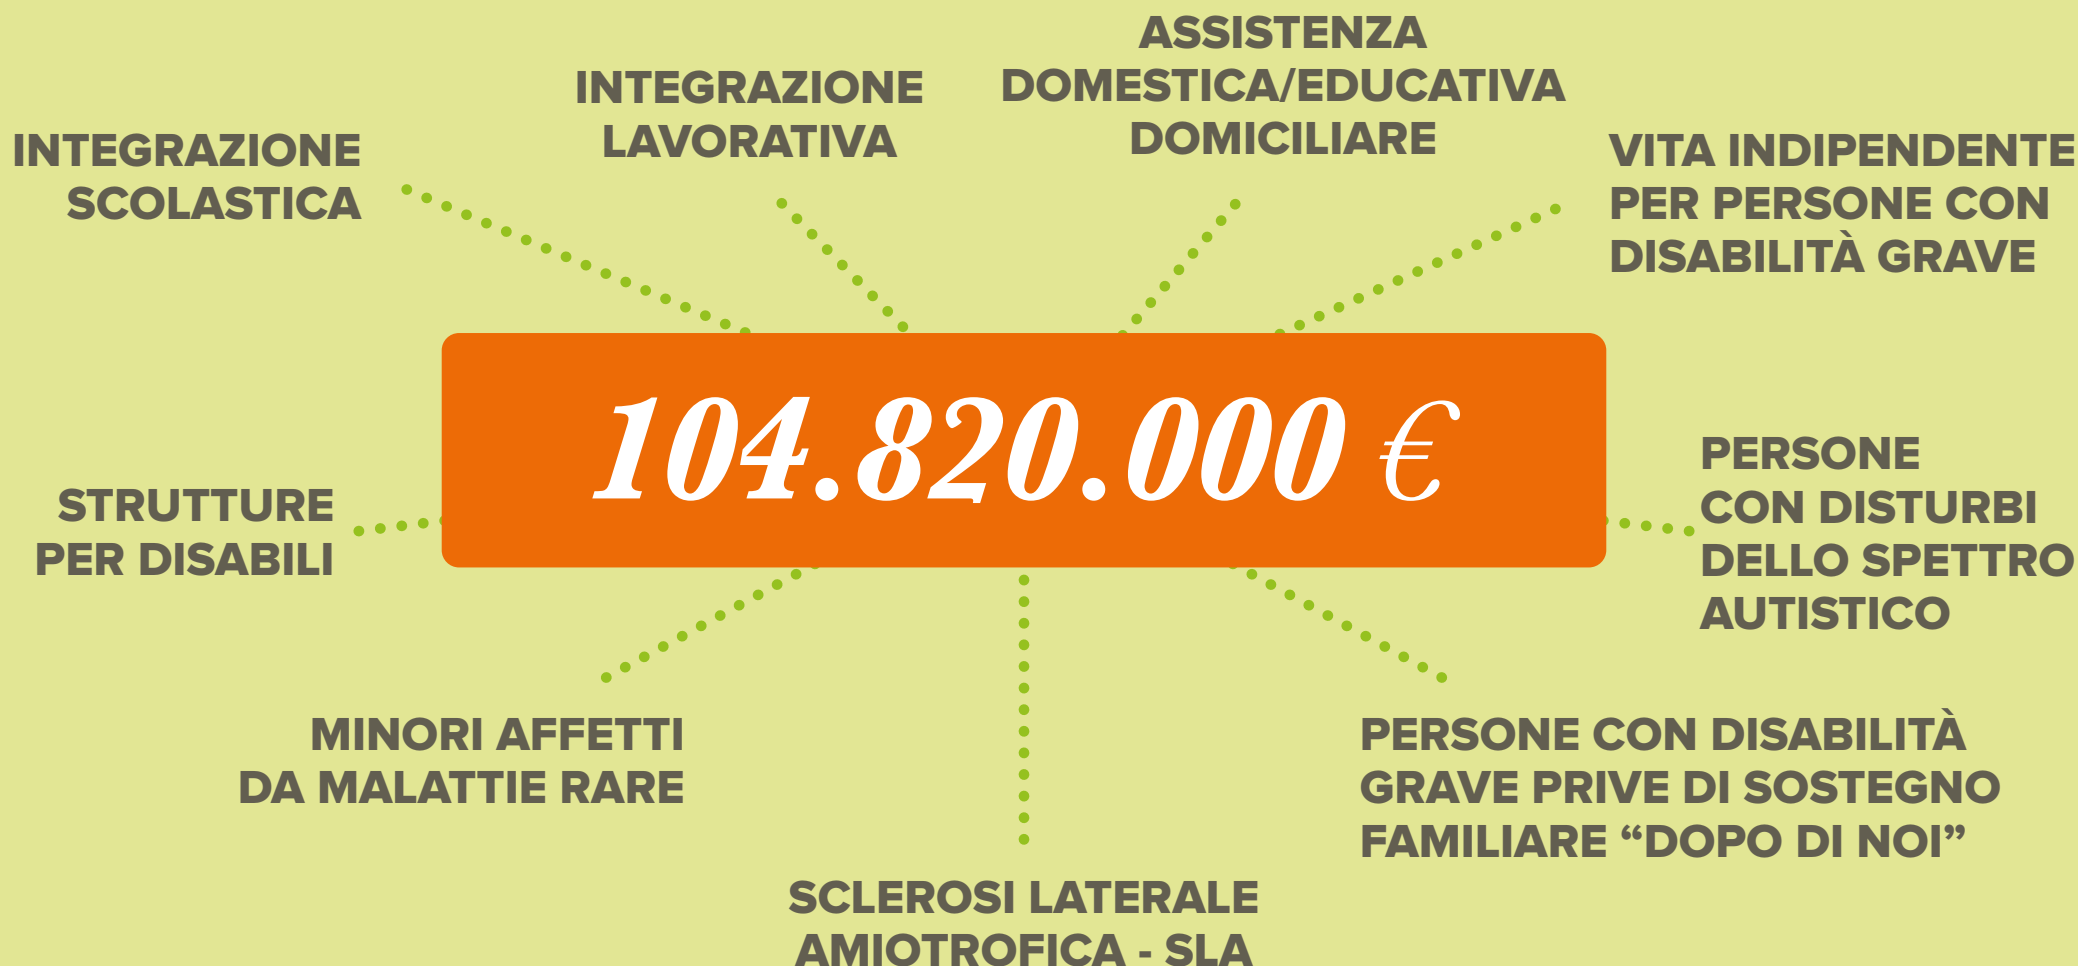 INTEGRAZIONE
SCOLASTICA
INTEGRAZIONE
LAVORATIVA
ASSISTENZA
DOMESTICA/EDUCATIVA
DOMICILIARE
VITA INDIPENDENTE
PER PERSONE CON
DISABILITÀ GRAVE
104.820.000 €
STRUTTURE
PER DISABILI
PERSONE
CON DISTURBI
DELLO SPETTRO
AUTISTICO
MINORI AFFETTI
DA MALATTIE RARE
SCLEROSI LATERALE
AMIOTROFICA - SLA
PERSONE CON DISABILITÀ
GRAVE PRIVE DI SOSTEGNO
FAMILIARE “DOPO DI NOI”